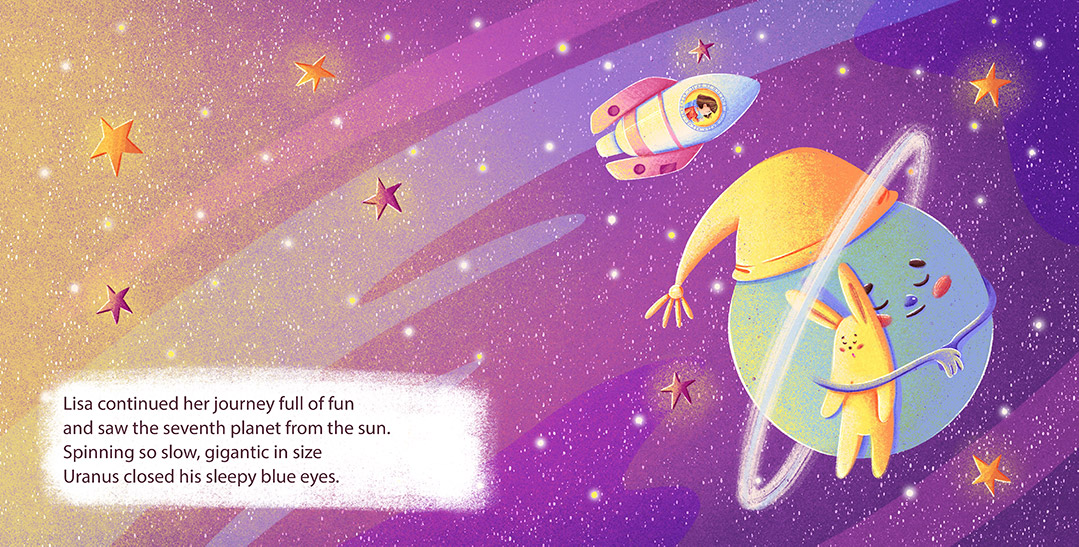 Lisa continued her journey full of fun
and saw the seventh planet from the sun.
Spinning so slow, gigantic in size
Uranus closed his sleepy blue eyes.